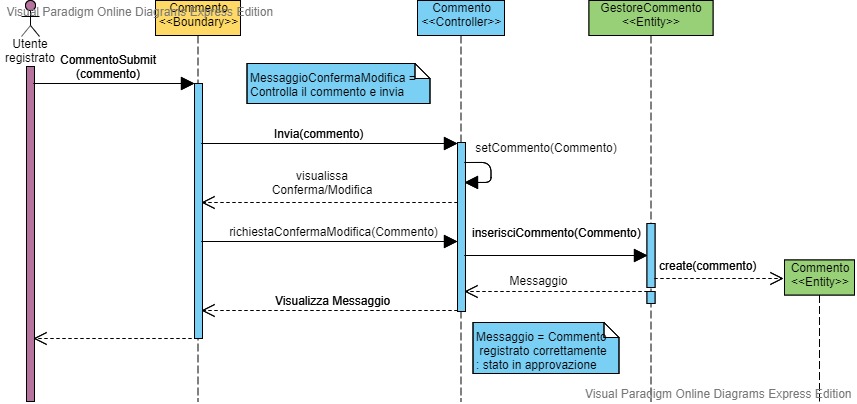 Visual Paradigm Online Diagrams Express Edition
Commento
<<Boundary>>
Commento
<<Controller>>
GestoreCommento
<<Entity>>
Utente
registrato
CommentoSubmit
(commento)
MessaggioConfermaModifica =
Controlla il commento e invia
Invia(commento)
setCommento(Commento)
visualissa
Conferma/Modifica
richiestaConfermaModifica(Commento)
inserisciCommento(Commento)
create(commento)
Commento
<<Entity>>
Messaggio
Visualizza Messaggio
Messaggio = Commento
registrato correttamente
: stato in approvazione
Visual Paradigm Online Diagrams Express Edition